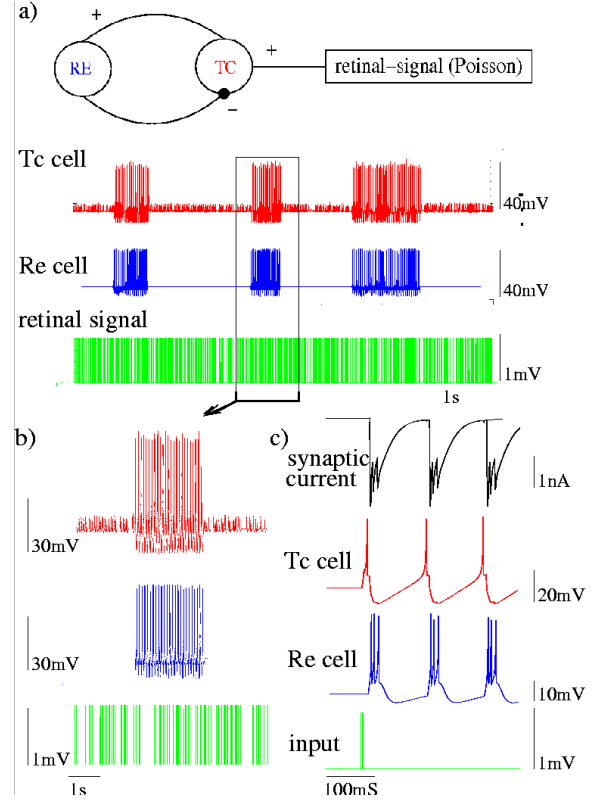 a)
+
RE
TC
+
retinal-signal (Poisson)
−
Tc cell
40mV
Re cell
40mV
retinal signal
1mV
1s
b)
30mV
30mV
1mV
1s
c)
synaptic
current
1nA
Tc cell
20mV
Re cell
10mV
input
1mV
100mS